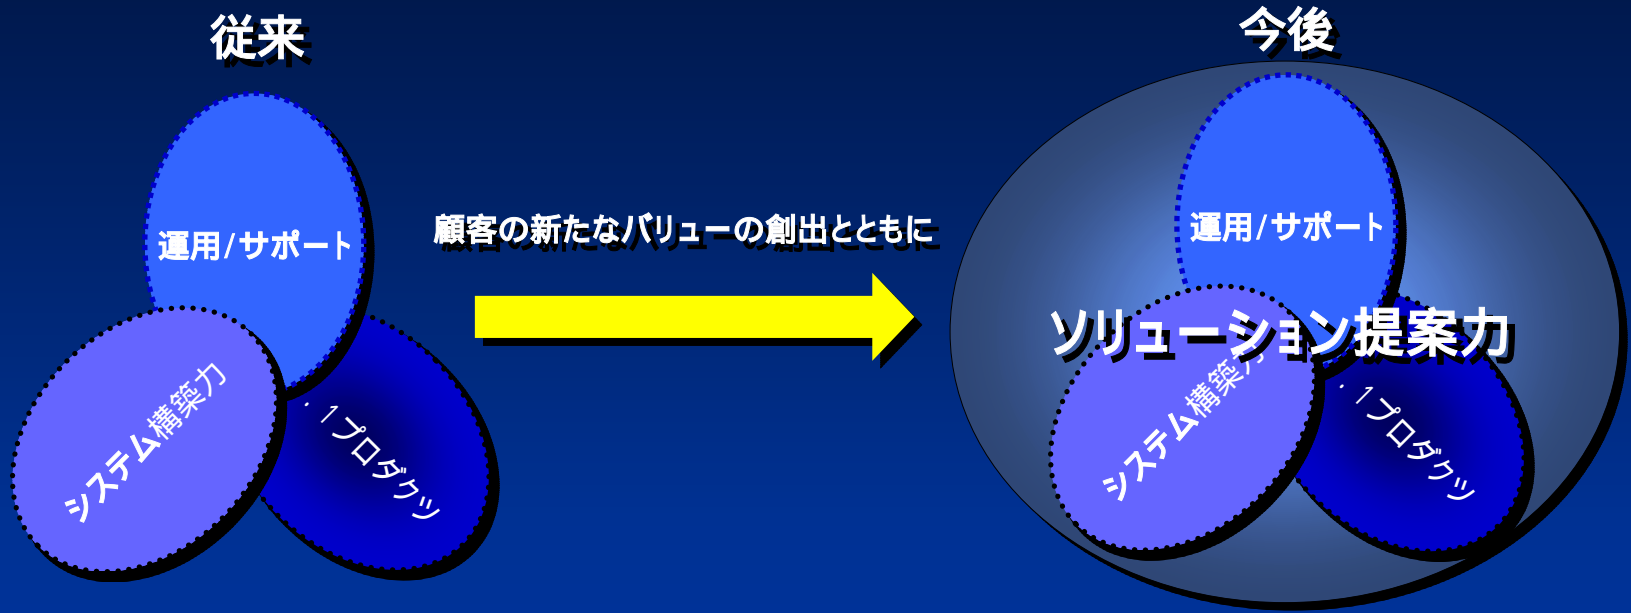 従来
今後
運用/サポート
システム構築力
. 1プロダクツ
顧客の新たなバリューの創出とともに
運用/サポート
ソリューション提案力
システム構築力
. 1プロダクツ